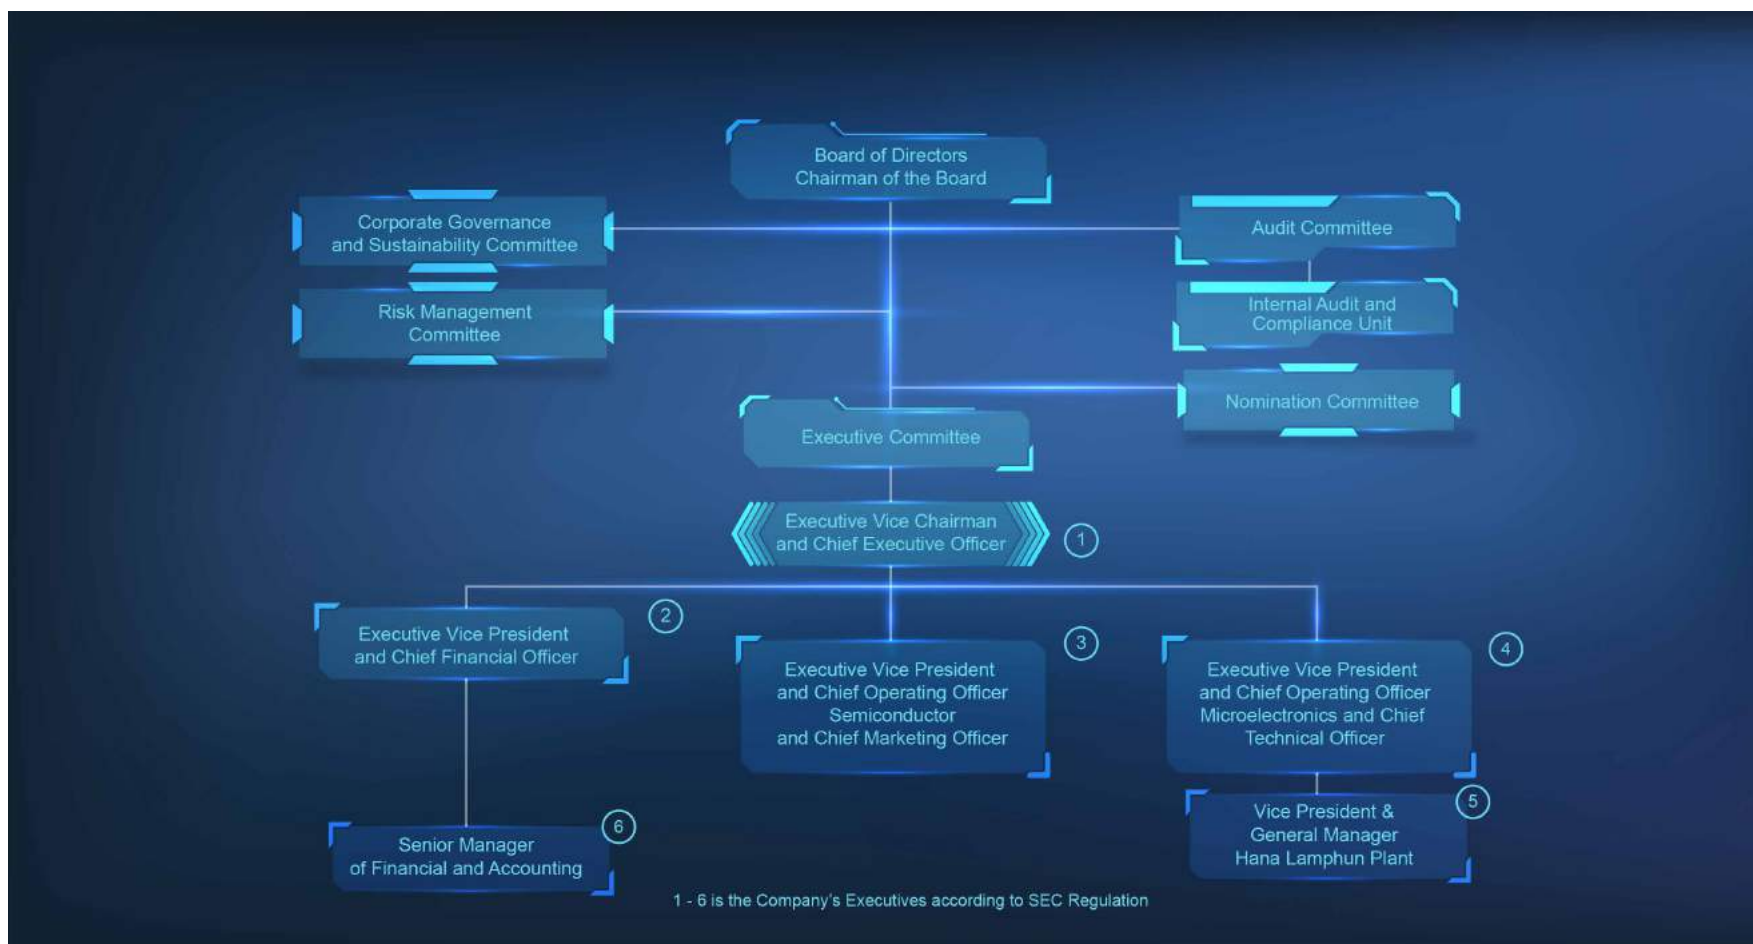 Board of Directors
Chairman of the Board
Corporate Governance
and Sustainability Committee
Audit Committee
Risk Management
Committee
Internal Audit and
Compliance Unit
Nomination Committee
Executive Committee
Executive Vice Chairman
and Chief Executive Officer
1
Executive Vice President
and Chief Financial Officer
2
Executive Vice President
and Chief Operating Officer
Semiconductor
and Chief Marketing Officer
3
Executive Vice President
and Chief Operating Officer
Microelectronics and Chief
Technical Officer
4
Vice President &
General Manager
Hana Lamphun Plant
5
Senior Manager
of Financial and Accounting
6
1 - 6 is the Company's Executives according to SEC Regulation